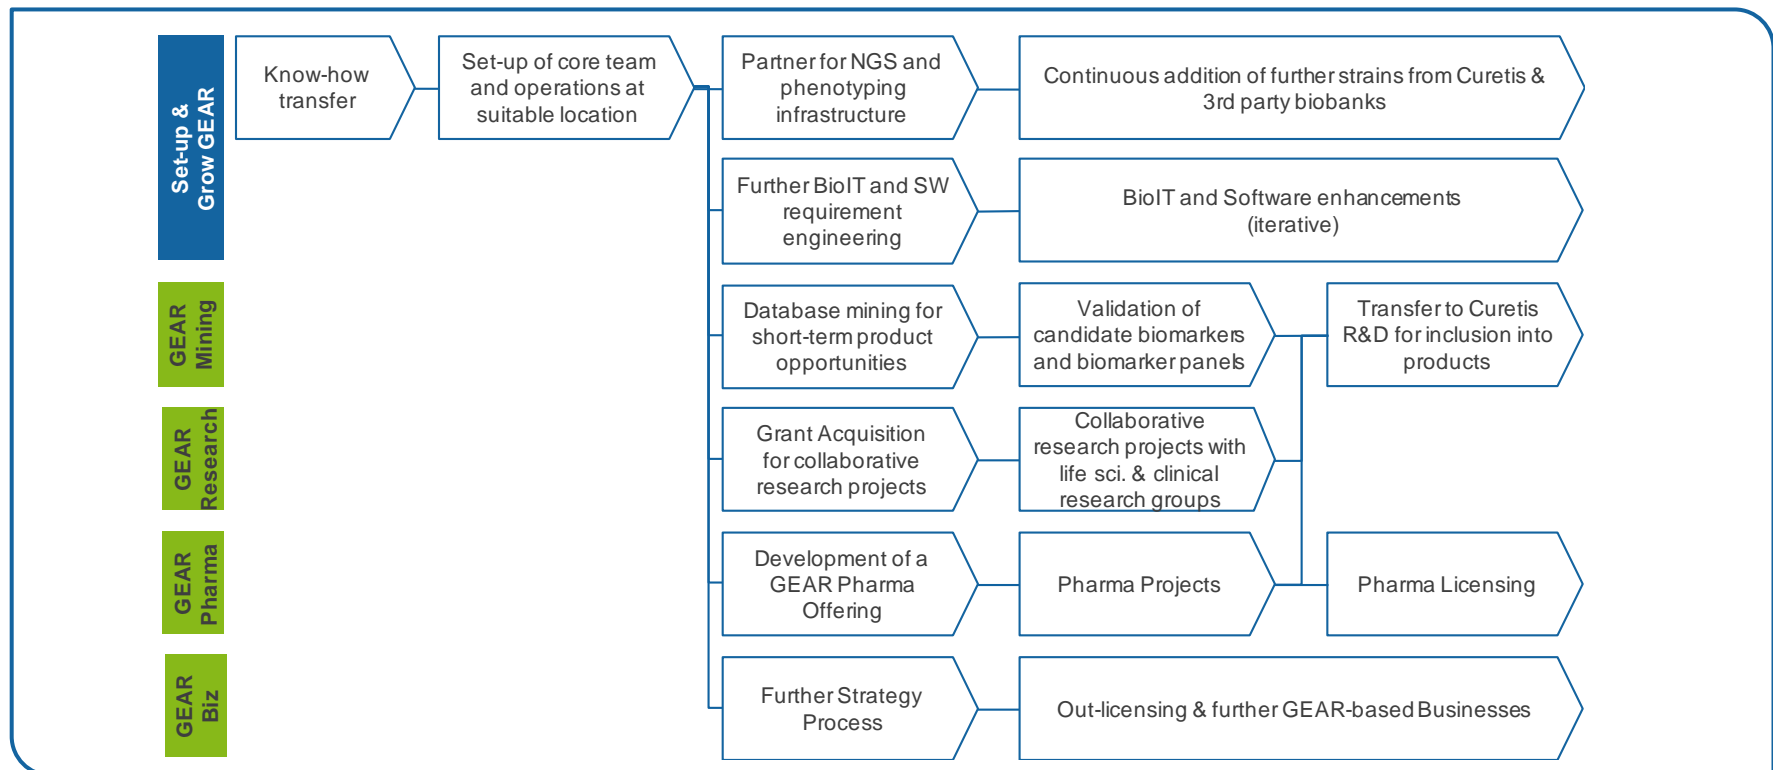 Set-up &
Grow GEAR
Know-how
transfer
Set-up of core team
and operations at
suitable location
Partner for NGS and
phenotyping
infrastructure
Continuous addition of further strains from Curetis &
3rd party biobanks
Further BioIT and SW
requirement
engineering
BioIT and Software enhancements
(iterative)
GEAR
Mining
Database mining for
short-term product
opportunities
Validation of
candidate biomarkers
and biomarker panels
Transfer to Curetis
R&D for inclusion into
products
GEAR
Research
Grant Acquisition
for collaborative
research projects
Collaborative
research projects with
life sci. & clinical
research groups
GEAR
Pharma
Development of a
GEAR Pharma
Offering
Pharma Projects
Pharma Licensing
GEAR
Biz
Further Strategy
Process
Out-licensing & further GEAR-based Businesses